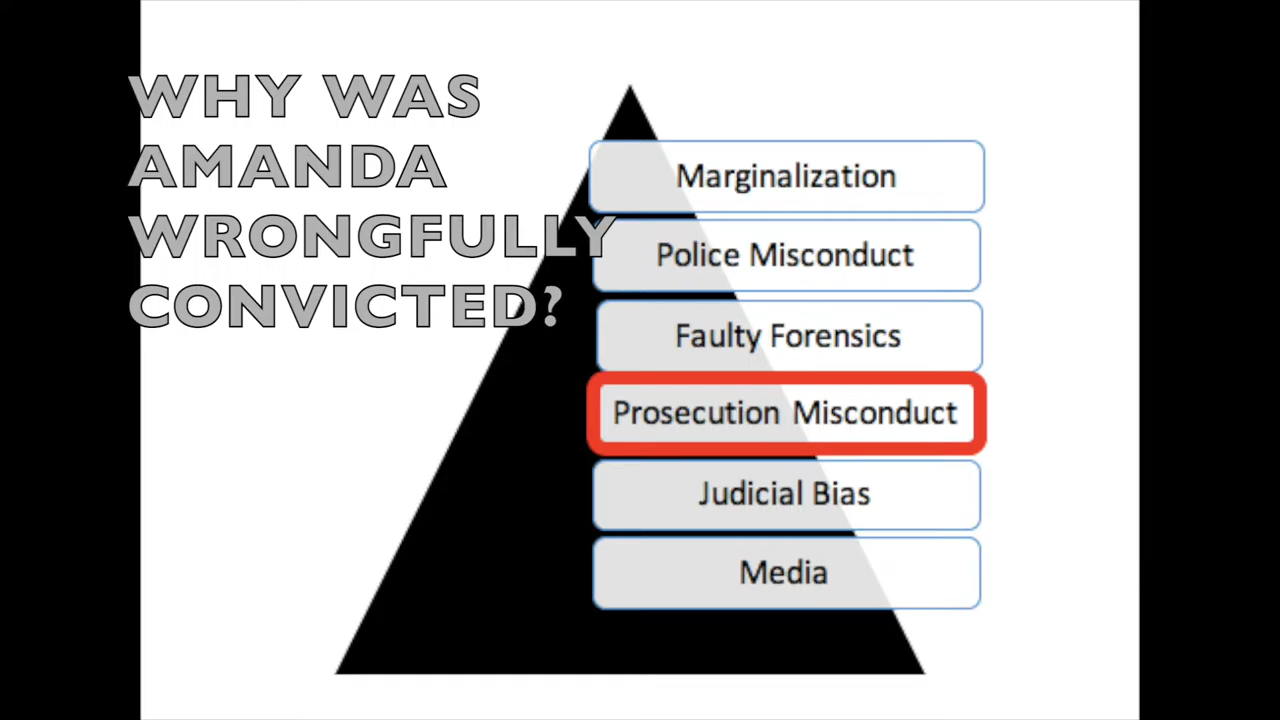 WHY WAS
AMANDA
WRONGFULLY
CONVICTED?
Marginalization
Police Misconduct
Faulty Forensics
Prosecution Misconduct
Judicial Bias
Media